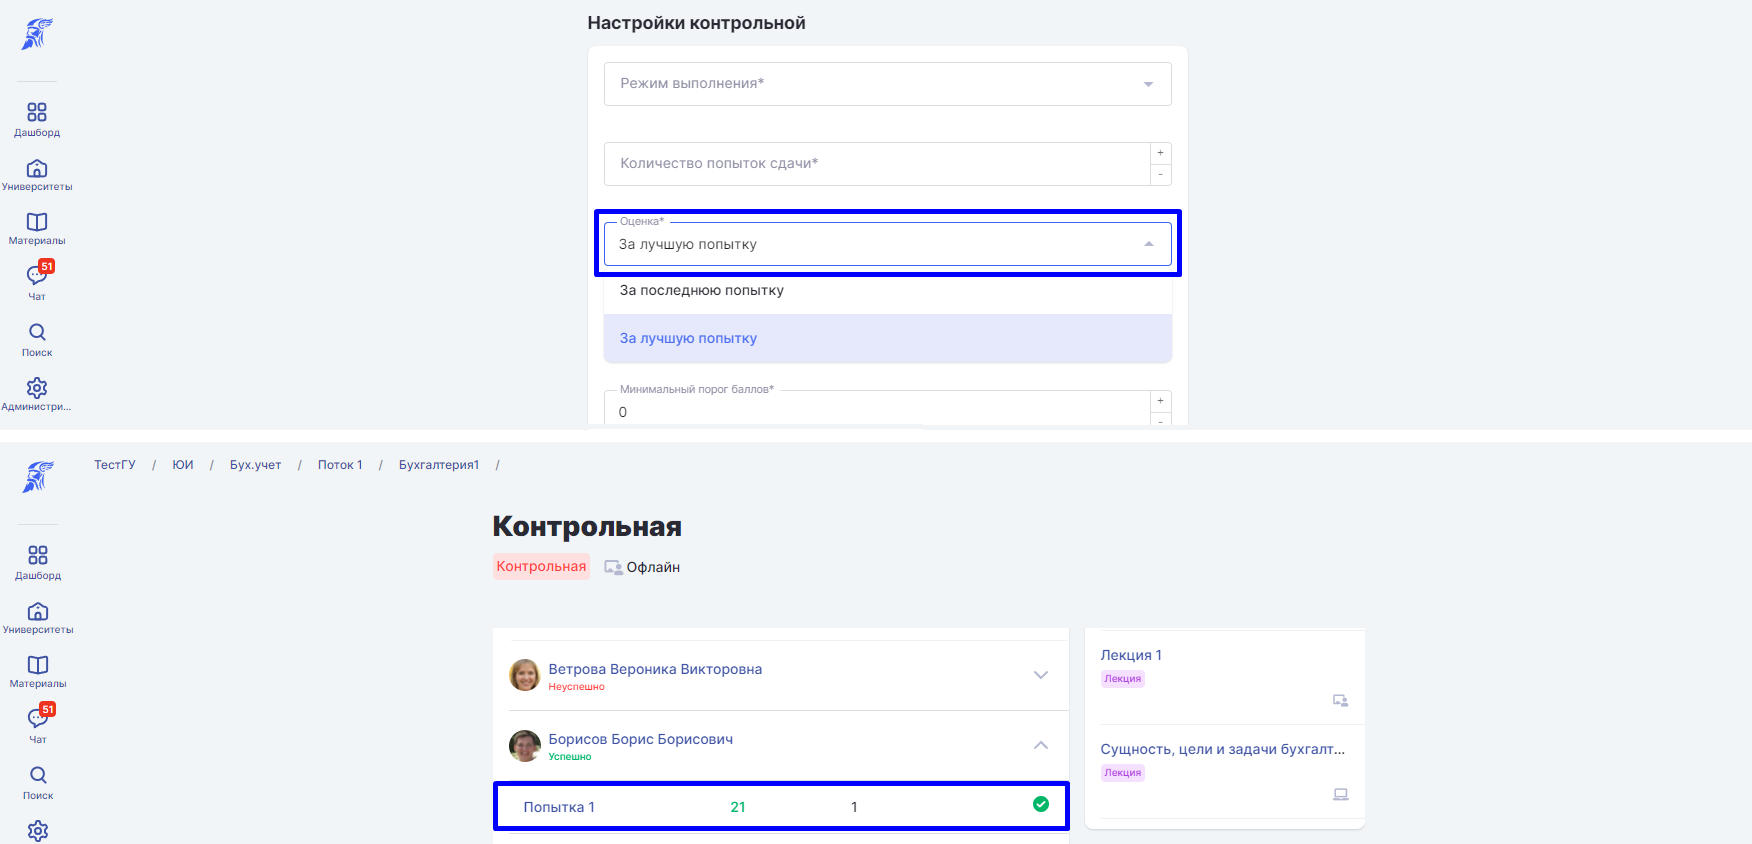 Настройки контрольной
Режим выполнения*
Количество попыток сдачи*
+
-
Оценка*
За лучшую попытку
За последнюю попытку
За лучшую попытку
Минимальный порог баллов*
0
+
-
Дашборд
Университеты
Материалы
51
Чат
Поиск
Администри...
ТестГУ / ЮИ / Бух.учет / Поток 1 / Бухгалтерия1 /
Контрольная
Контрольная Офлайн
Ветрова Вероника Викторовна
Неуспешно
Борисов Борис Борисович
Успешно
Попытка 1 21 1
Лекция 1
Лекция
Сущность, цели и задачи бухгалт...
Лекция
Дашборд
Университеты
Материалы
51
Чат
Поиск